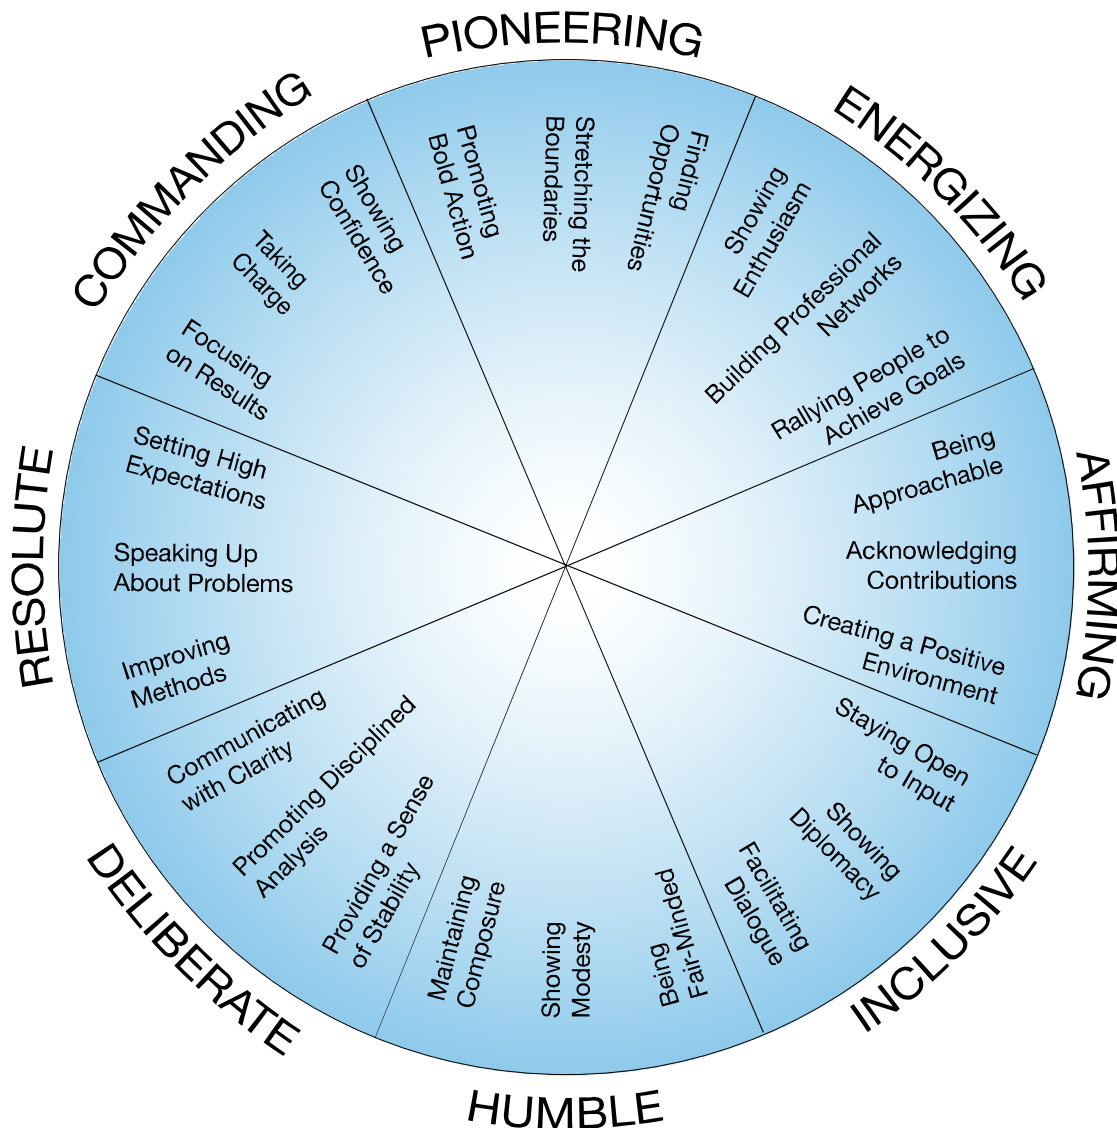 PIONEERING
Promoting
Bold Action
Stretching the
Boundaries
Finding
Opportunities
ENERGIZING
Showing
Enthusiasm
Building Professional
Networks
Rallying People to
Achieve Goals
AFFIRMING
Being
Approachable
Acknowledging
Contributions
Creating a Positive
Environment
INCLUSIVE
Staying Open
to Input
Showing
Diplomacy
Facilitating
Dialogue
HUMBLE
Being
Fair-Minded
Showing
Modesty
Maintaining
Composure
DELIBERATE
Providing a Sense
of Stability
Promoting Disciplined
Analysis
Communicating
with Clarity
RESOLUTE
Improving
Methods
Speaking Up
About Problems
Setting High
Expectations
COMMANDING
Focusing
on Results
Taking
Charge
Showing
Confidence